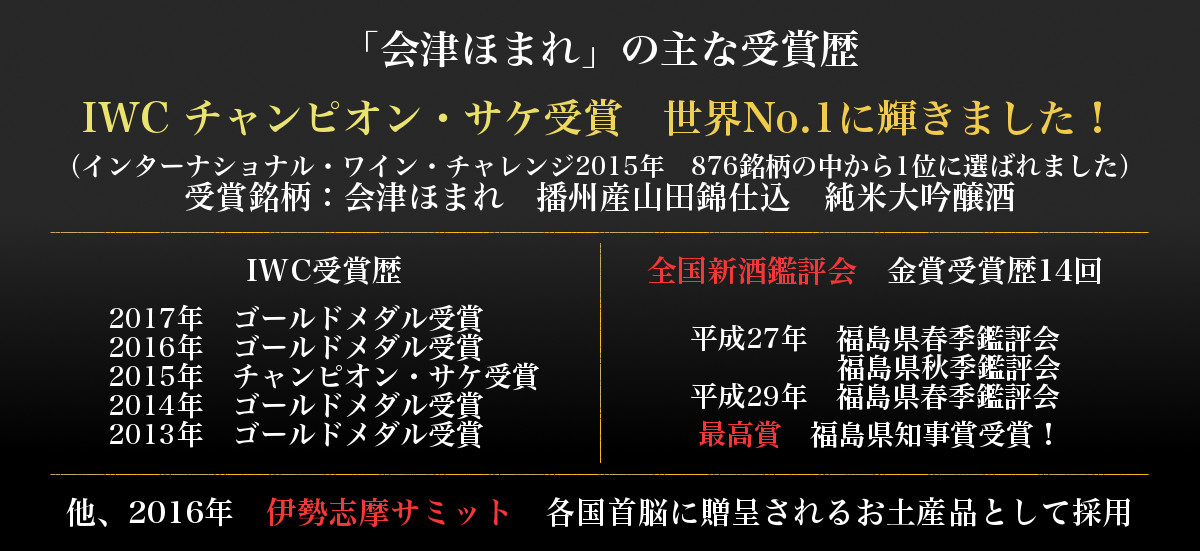 「会津ほまれ」の主な受賞歴
IWC チャンピオン・サケ受賞　世界No.1に輝きました！
（インターナショナル・ワイン・チャレンジ2015年　876銘柄の中から1位に選ばれました）
受賞銘柄：会津ほまれ　播州産山田錦仕込　純米大吟醸酒
IWC受賞歴
2017年　ゴールドメダル受賞
2016年　ゴールドメダル受賞
2015年　チャンピオン・サケ受賞
2014年　ゴールドメダル受賞
2013年　ゴールドメダル受賞
全国新酒鑑評会　金賞受賞歴14回
平成27年　福島県春季鑑評会
福島県秋季鑑評会
平成29年　福島県春季鑑評会
最高賞　福島県知事賞受賞！
他、2016年　伊勢志摩サミット　各国首脳に贈呈されるお土産品として採用